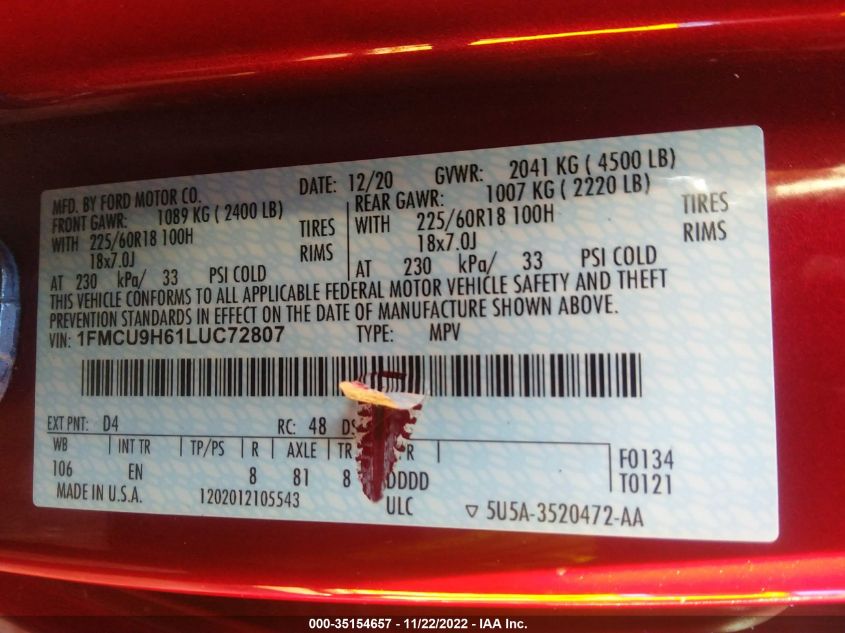 MFD. BY FORD MOTOR CO. DATE: 12/20 GVWR: 2041 KG ( 4500 LB)
FRONT GAWR: 1089 KG ( 2400 LB) REAR GAWR: 1007 KG ( 2220 LB)
WITH 225/60R18 100H TIRES WITH 225/60R18 100H TIRES
18x7.0J RIMS 18x7.0J RIMS
AT 230 kPa/ 33 PSI COLD AT 230 kPa/ 33 PSI COLD
THIS VEHICLE CONFORMS TO ALL APPLICABLE FEDERAL MOTOR VEHICLE SAFETY AND THEFT
PREVENTION STANDARDS IN EFFECT ON THE DATE OF MANUFACTURE SHOWN ABOVE.
VIN: 1FMCU9H61LUC72807 TYPE: MPV
EXT PNT: D4 RC: 48
WB INT TR TP/PS R AXLE TR
106 EN 8 81 8 DDDD
F0134
T0121
MADE IN U.S.A. 1202012105543 ULC 5U5A-3520472-AA
000-35154657 - 11/22/2022 - IAA Inc.